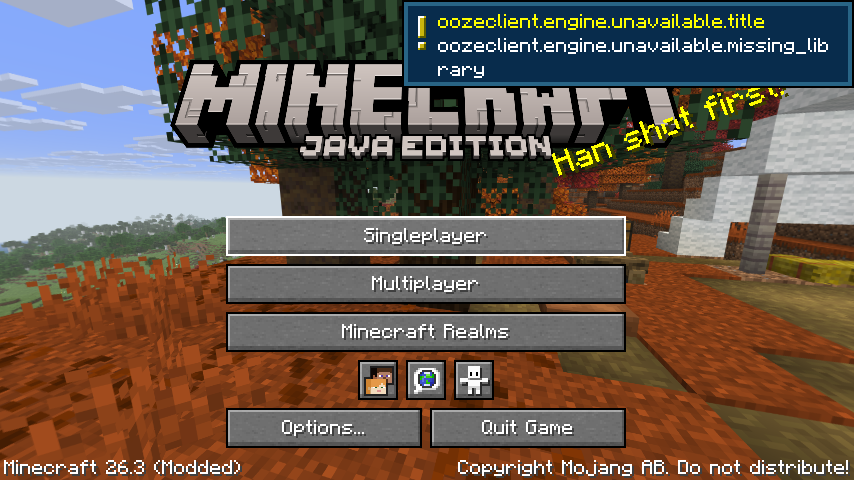 oozeclient.engine.unavailable.title
oozeclient.engine.unavailable.missing_lib
rary
MINECRAFT
JAVA EDITION
Han shot first!
Singleplayer
Multiplayer
Minecraft Realms
Options...
Quit Game
Minecraft 26.3 (Modded)
Copyright Mojang AB. Do not distribute!